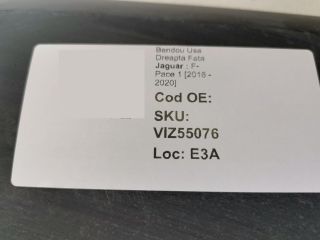 Bandou Usa
Dreapta Fata
Jaguar : F-
Pace 1 [2016 -
2020]
Cod OE:
SKU:
VIZ55076
Loc: E3A